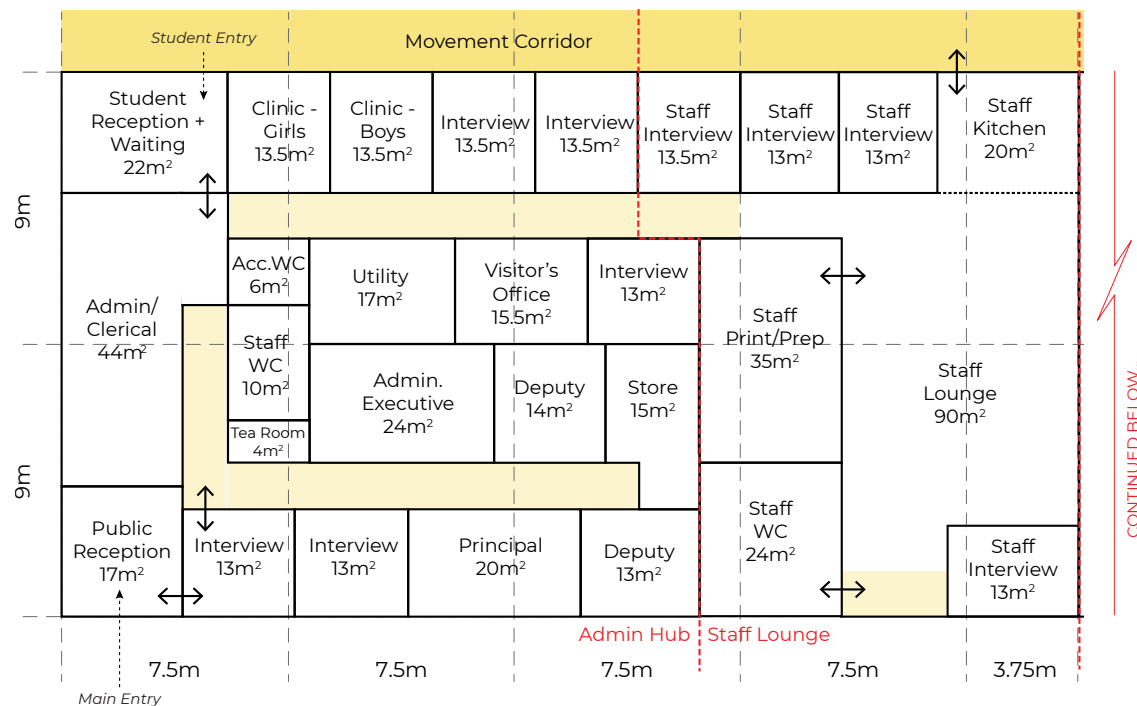 Student Entry
Movement Corridor
Student
Reception +
Waiting
22m²
Clinic -
Girls
13.5m²
Clinic -
Boys
13.5m²
Interview
13.5m²
Interview
13.5m²
Staff
Interview
13.5m²
Staff
Interview
13m²
Staff
Interview
13m²
Staff
Kitchen
20m²
9m
Admin/
Clerical
44m²
Acc.WC
6m²
Utility
17m²
Visitor's
Office
15.5m²
Interview
13m²
Staff
Print/Prep
35m²
Staff
WC
10m²
Admin.
Executive
24m²
Deputy
14m²
Store
15m²
Staff
Lounge
90m²
Tea Room
4m²
9m
Public
Reception
17m²
Interview
13m²
Interview
13m²
Principal
20m²
Deputy
13m²
Staff
WC
24m²
Staff
Interview
13m²
CONTINUED BELOW...
Admin Hub
Staff Lounge
7.5m
7.5m
7.5m
7.5m
3.75m
Main Entry